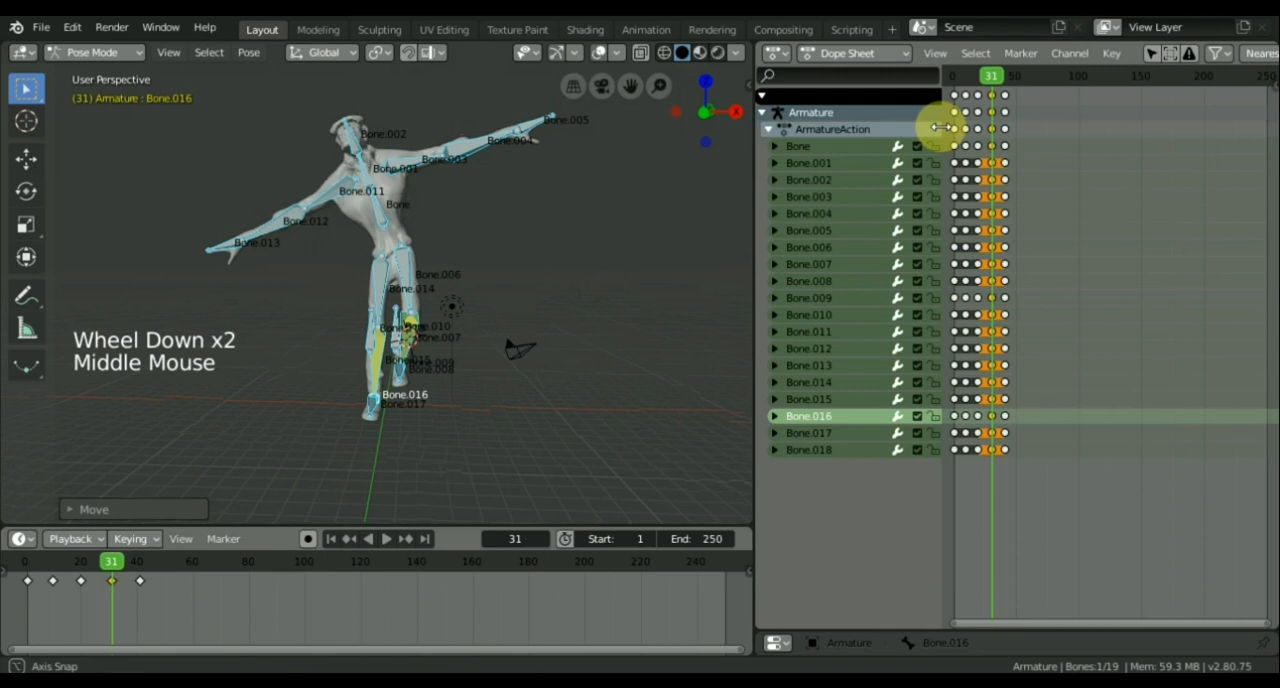 File Edit Render Window Help Layout Modeling Sculpting UV Editing Texture Paint Shading Animation Rendering Compositing Scripting + Scene View Layer
Pose Mode View Select Pose Global
Dope Sheet View Select Marker Channel Key Neares
User Perspective
(31) Armature : Bone.016
Z
X
0 31 50 100 150 200 250
Armature
ArmatureAction
Bone
Bone.001
Bone.002
Bone.003
Bone.004
Bone.005
Bone.006
Bone.007
Bone.008
Bone.009
Bone.010
Bone.011
Bone.012
Bone.013
Bone.014
Bone.015
Bone.016
Bone.017
Bone.018
Bone.005
Bone.002
Bone.004
Bone.003
Bone.001
Bone.011
Bone
Bone.012
Bone.013
Bone.006
Bone.014
Bone.010
Bone.007
Bone.015
Bone.009
Bone.008
Bone.016
Bone.017
Wheel Down x2
Middle Mouse
Move
Playback Keying View Marker 31 Start: 1 End: 250
0 20 31 40 60 80 100 120 140 160 180 200 220 240
Armature Bone.016
Axis Snap
Armature | Bones:1/19 | Mem: 59.3 MB | v2.80.75